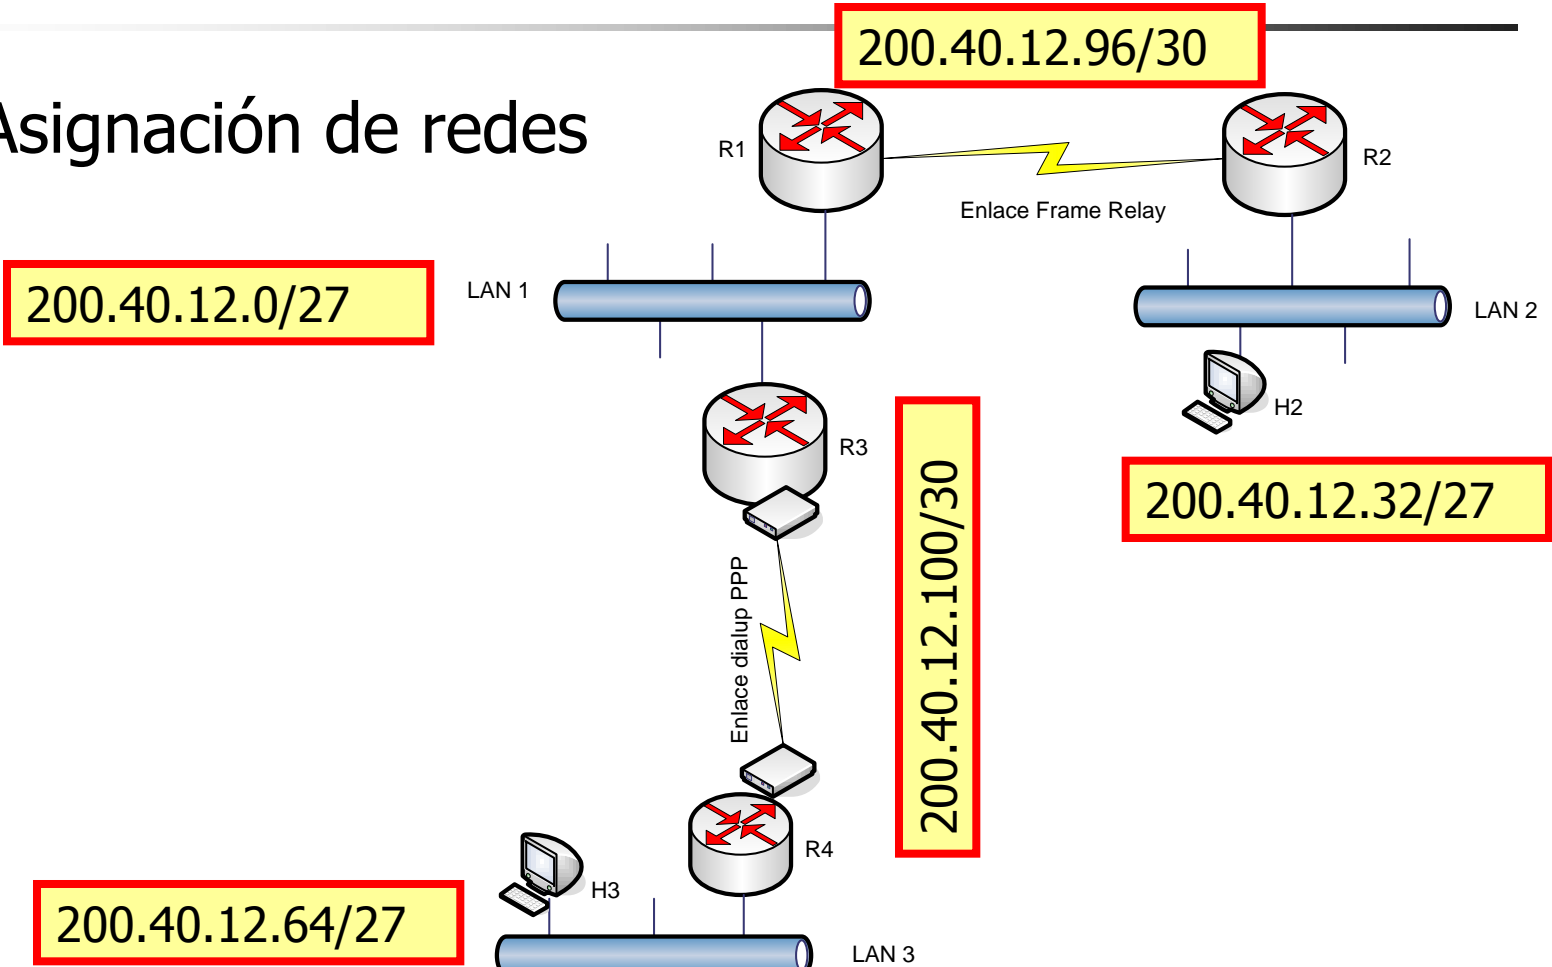 200.40.12.96/30
Asignación de redes
R1
R2
Enlace Frame Relay
200.40.12.0/27
LAN 1
LAN 2
H2
R3
200.40.12.32/27
200.40.12.100/30
Enlace dialup PPP
R4
H3
200.40.12.64/27
LAN 3